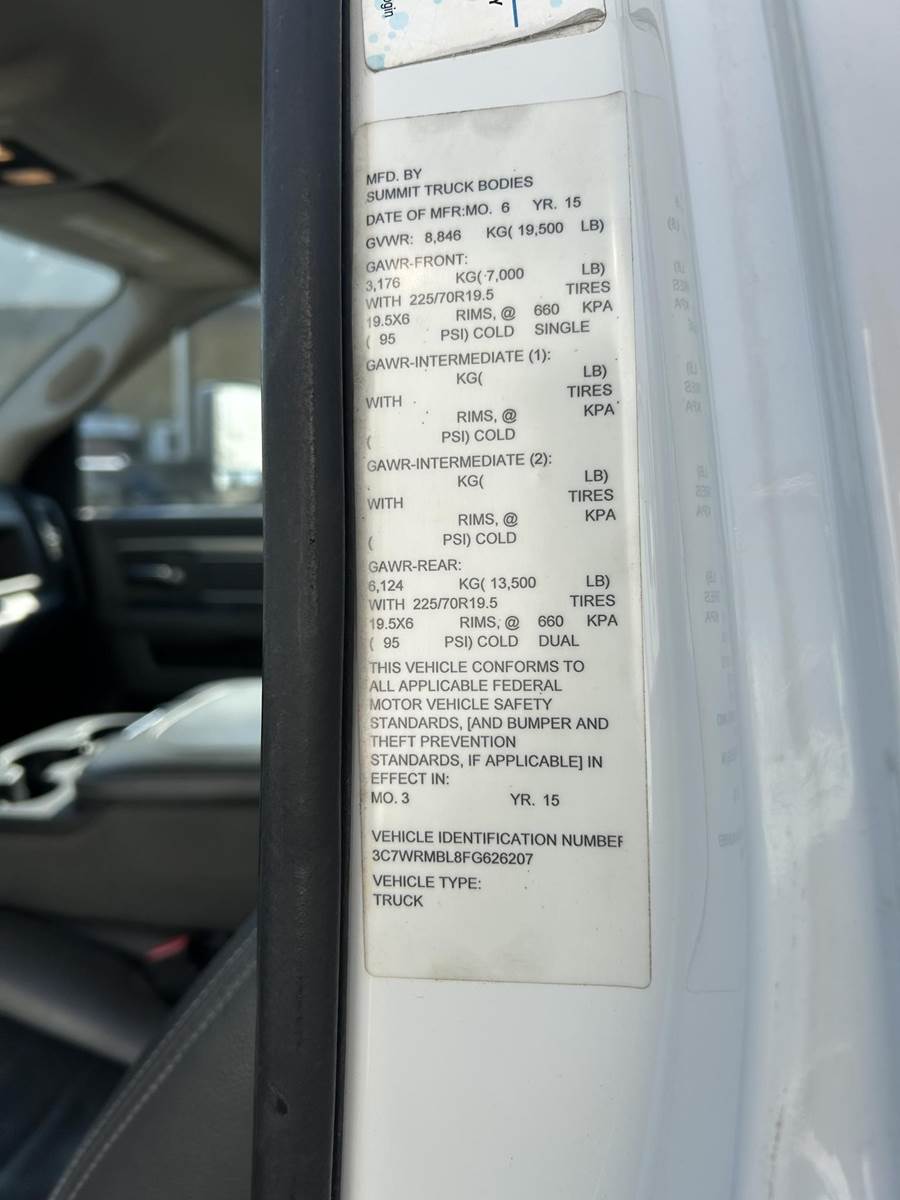 ogin
Y
MFD. BY
SUMMIT TRUCK BODIES
DATE OF MFR:MO. 6 YR. 15
GVWR: 8,846 KG( 19,500 LB)
GAWR-FRONT:
3,176 KG( 7,000 LB)
WITH 225/70R19.5 TIRES
19.5X6 RIMS, @ 660 KPA
( 95 PSI) COLD SINGLE
GAWR-INTERMEDIATE (1):
KG( LB)
WITH TIRES
RIMS, @ KPA
( PSI) COLD
GAWR-INTERMEDIATE (2):
KG( LB)
WITH TIRES
RIMS, @ KPA
( PSI) COLD
GAWR-REAR:
6,124 KG( 13,500 LB)
WITH 225/70R19.5 TIRES
19.5X6 RIMS, @ 660 KPA
( 95 PSI) COLD DUAL
THIS VEHICLE CONFORMS TO
ALL APPLICABLE FEDERAL
MOTOR VEHICLE SAFETY
STANDARDS, [AND BUMPER AND
THEFT PREVENTION
STANDARDS, IF APPLICABLE] IN
EFFECT IN:
MO. 3 YR. 15
VEHICLE IDENTIFICATION NUMBER
3C7WRMBL8FG626207
VEHICLE TYPE:
TRUCK